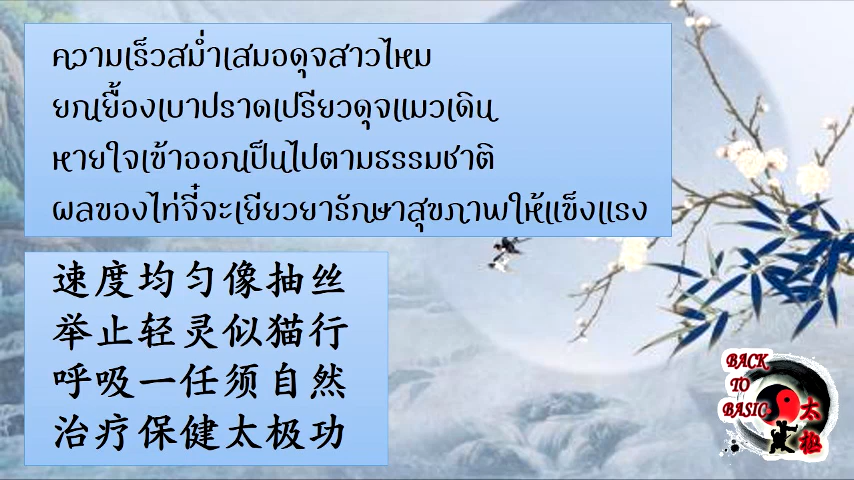 ความเร็วสม่ำเสมอดุจสาวไหม
ยกเยื้องเบาปราดเปรียวดุจแมวเดิน
หายใจเข้าออกเป็นไปตามธรรมชาติ
ผลของไท่จี๋จะเยียวยารักษาสุขภาพให้แข็งแรง
速度均匀像抽丝
举止轻灵似猫行
呼吸一任须自然
治疗保健太极功
BACK
TO
BASIC
太
极